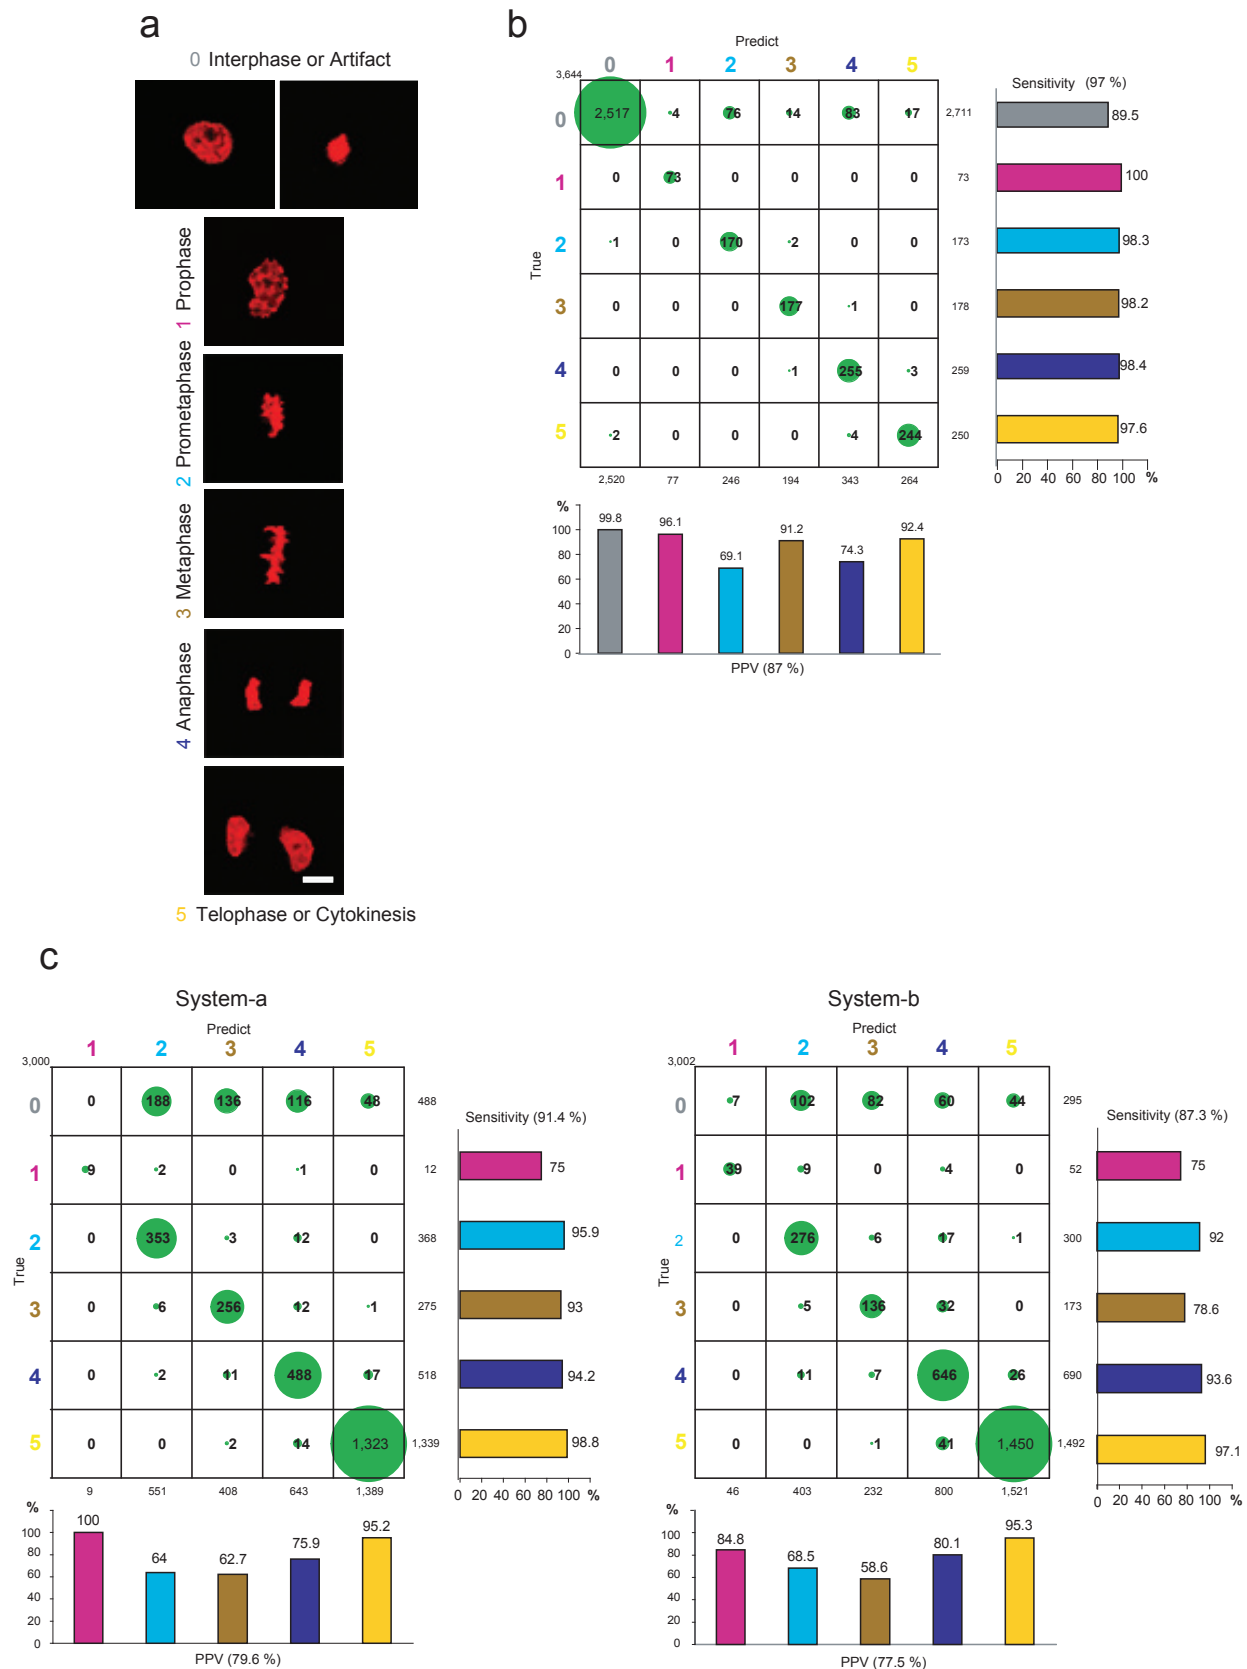 a
0 Interphase or Artifact
1 Prophase
2 Prometaphase
3 Metaphase
4 Anaphase
5 Telophase or Cytokinesis
b
Predict
0 1 2 3 4 5
3,644
True
0 2,517 4 76 14 83 17 2,711
1 0 73 0 0 0 0 73
2 1 0 170 2 0 0 173
3 0 0 0 177 1 0 178
4 0 0 0 1 255 3 259
5 2 0 0 0 4 244 250
2,520 77 246 194 343 264
Sensitivity (97 %)
89.5
100
98.3
98.2
98.4
97.6
0 20 40 60 80 100 %
%
100
80
60
40
20
0
99.8 96.1 69.1 91.2 74.3 92.4
PPV (87 %)
c
System-a
Predict
1 2 3 4 5
3,000
True
0 0 188 136 116 48 488
1 9 2 0 1 0 12
2 0 353 3 12 0 368
3 0 6 256 12 1 275
4 0 2 11 488 17 518
5 0 0 2 14 1,323 1,339
9 551 408 643 1,389
Sensitivity (91.4 %)
75
95.9
93
94.2
98.8
0 20 40 60 80 100 %
%
100
80
60
40
20
0
100 64 62.7 75.9 95.2
PPV (79.6 %)
System-b
Predict
1 2 3 4 5
3,002
True
0 7 102 82 60 44 295
1 39 9 0 4 0 52
2 0 276 6 17 1 300
3 0 5 136 32 0 173
4 0 11 7 646 26 690
5 0 0 1 41 1,450 1,492
46 403 232 800 1,521
Sensitivity (87.3 %)
75
92
78.6
93.6
97.1
0 20 40 60 80 100 %
%
100
80
60
40
20
0
84.8 68.5 58.6 80.1 95.3
PPV (77.5 %)